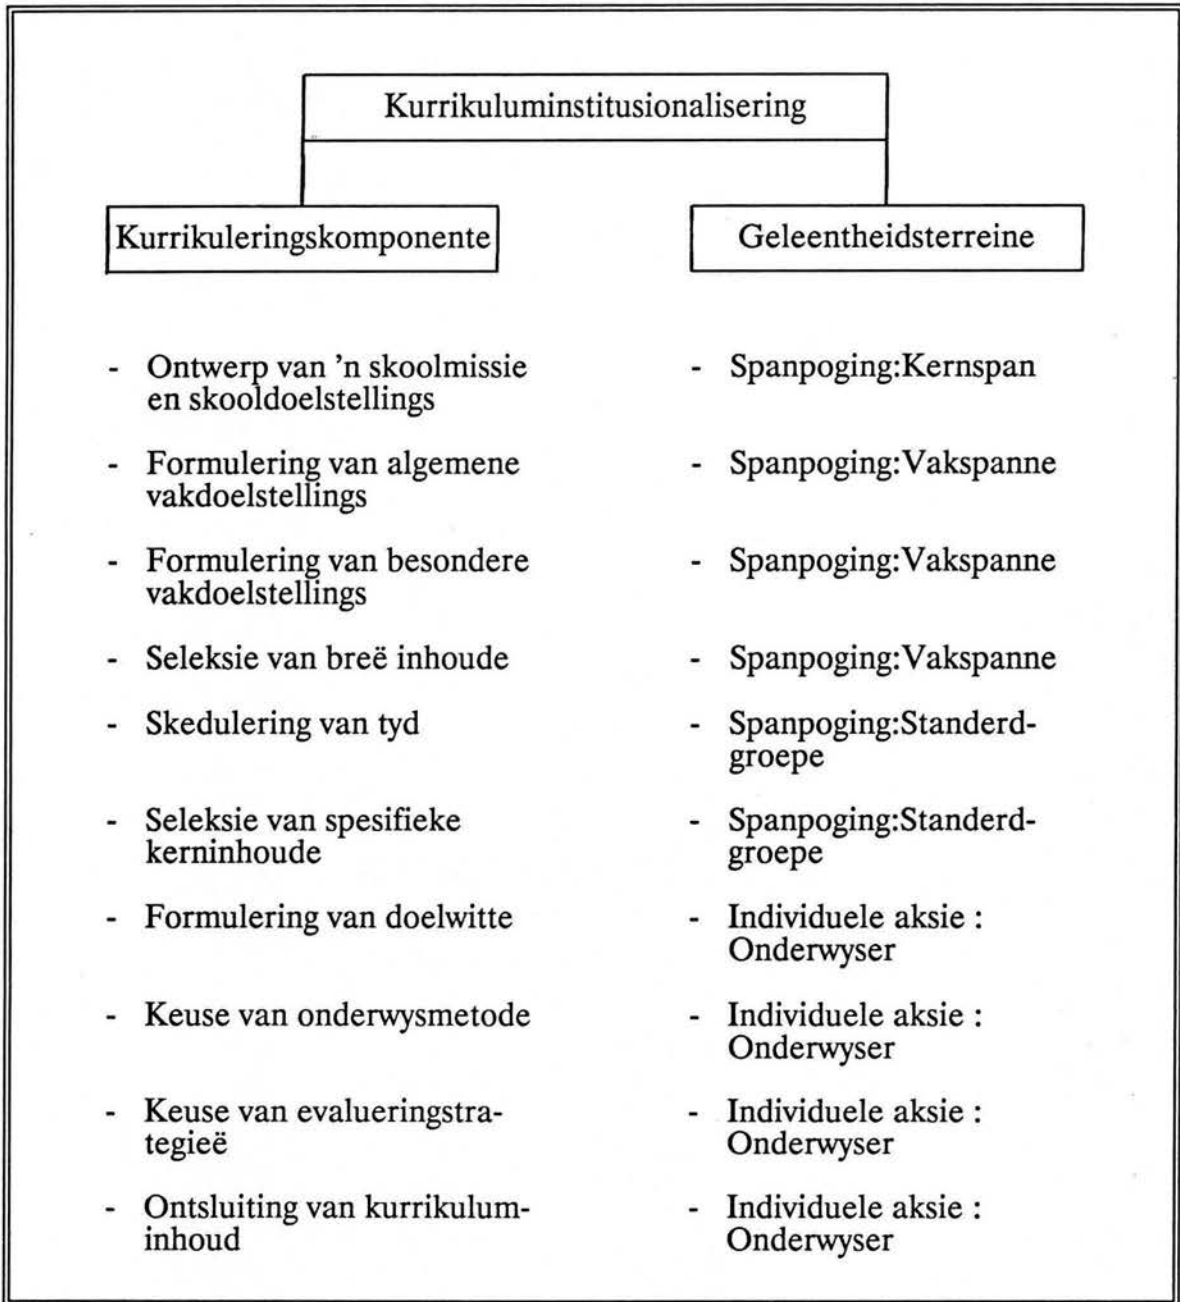 Kurrikuluminstitusionalisering
Kurrikuleringskomponente
Geleentheidsterreine
- Ontwerp van 'n skoolmissie
en skooldoelstellings
- Spanpoging:Kernspan
- Formulering van algemene
vakdoelstellings
- Spanpoging:Vakspanne
- Formulering van besondere
vakdoelstellings
- Spanpoging:Vakspanne
- Seleksie van breë inhoude
- Spanpoging:Vakspanne
- Skedulering van tyd
- Spanpoging:Standerd-
groepe
- Seleksie van spesifieke
kerninhoude
- Spanpoging:Standerd-
groepe
- Formulering van doelwitte
- Individuele aksie :
Onderwyser
- Keuse van onderwysmetode
- Individuele aksie :
Onderwyser
- Keuse van evalueringstra-
tegieë
- Individuele aksie :
Onderwyser
- Ontsluiting van kurrikulum-
inhoud
- Individuele aksie :
Onderwyser